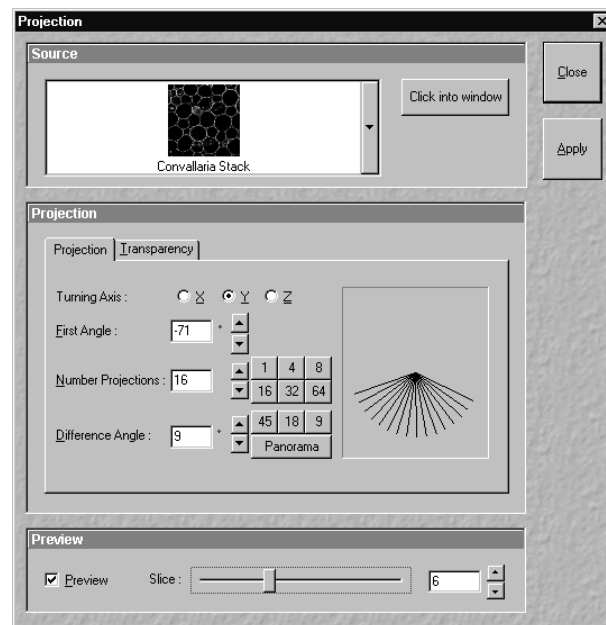 Projection
Source
Convallaria Stack
Click into window
Close
Apply
Projection
Projection Transparency
Turning Axis : X Y Z
First Angle : -71 °
Number Projections : 16 1 4 8
16 32 64
Difference Angle : 9 ° 45 18 9
Panorama
Preview
Preview Slice : 6